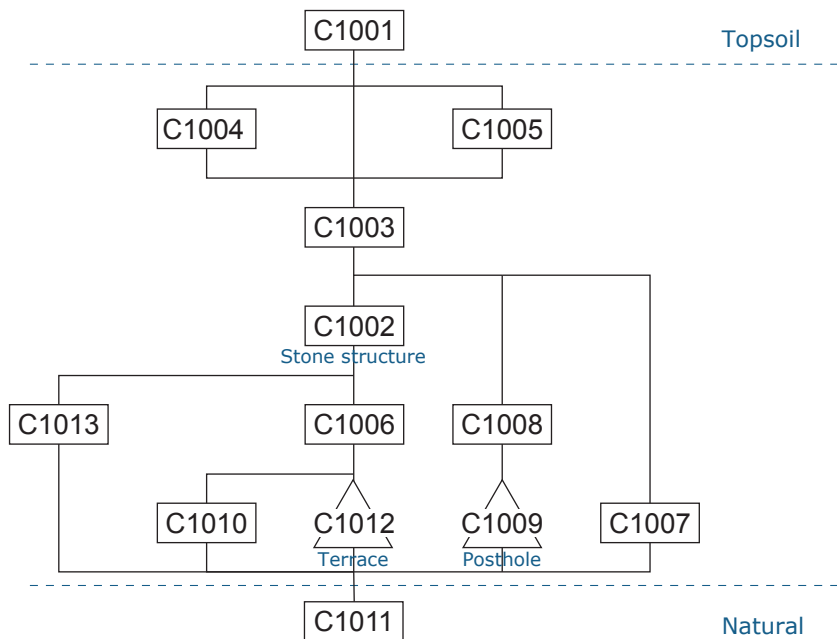 C1001
Topsoil
C1004
C1005
C1003
C1002
Stone structure
C1013
C1006
C1008
C1010
C1012
C1009
C1007
Terrace
Posthole
C1011
Natural